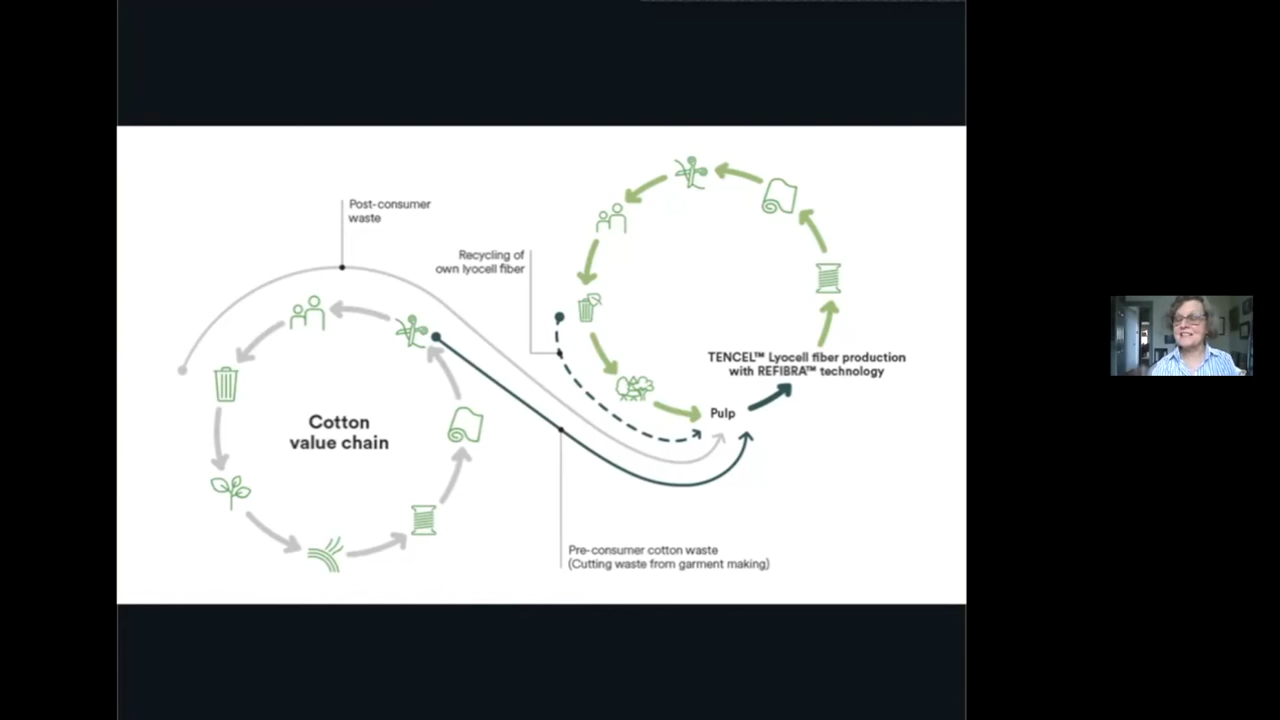 Post-consumer
waste
Recycling of
own lyocell fiber
TENCEL™ Lyocell fiber production
with REFIBRA™ technology
Pulp
Cotton
value chain
Pre-consumer cotton waste
(Cutting waste from garment making)